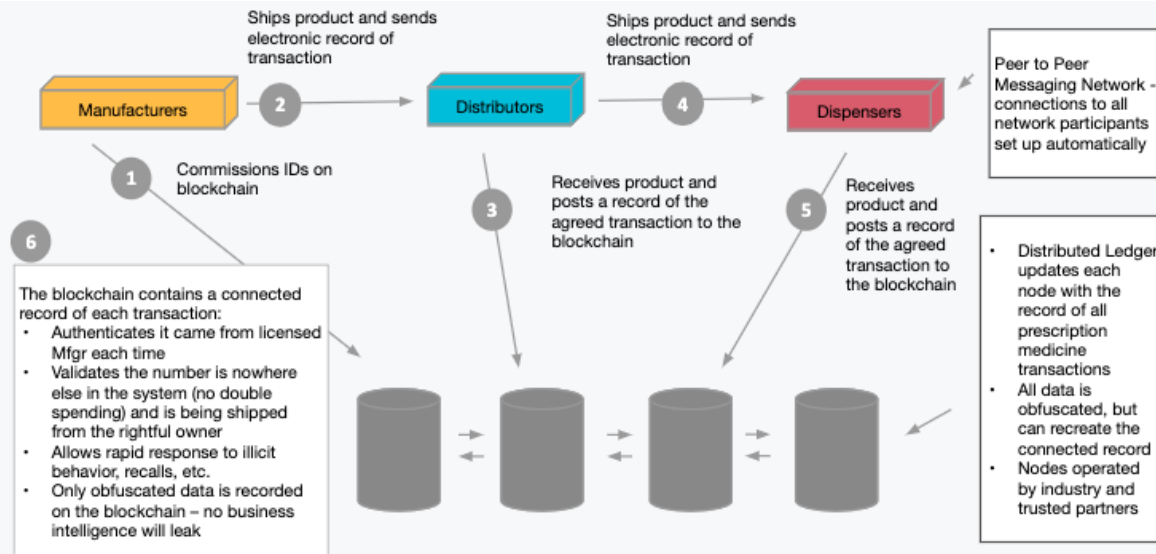 Ships product and sends
electronic record of
transaction
Ships product and sends
electronic record of
transaction
Manufacturers
2
Distributors
4
Dispensers
Peer to Peer
Messaging Network -
connections to all
network participants
set up automatically
1
Commissions IDs on
blockchain
3
Receives product and
posts a record of the
agreed transaction to the
blockchain
5
Receives
product and
posts a record
of the agreed
transaction to
the blockchain
6
The blockchain contains a connected
record of each transaction:
• Authenticates it came from licensed
Mfgr each time
• Validates the number is nowhere
else in the system (no double
spending) and is being shipped
from the rightful owner
• Allows rapid response to illicit
behavior, recalls, etc.
• Only obfuscated data is recorded
on the blockchain – no business
intelligence will leak
• Distributed Ledger
updates each
node with the
record of all
prescription
medicine
transactions
• All data is
obfuscated, but
can recreate the
connected record
• Nodes operated
by industry and
trusted partners